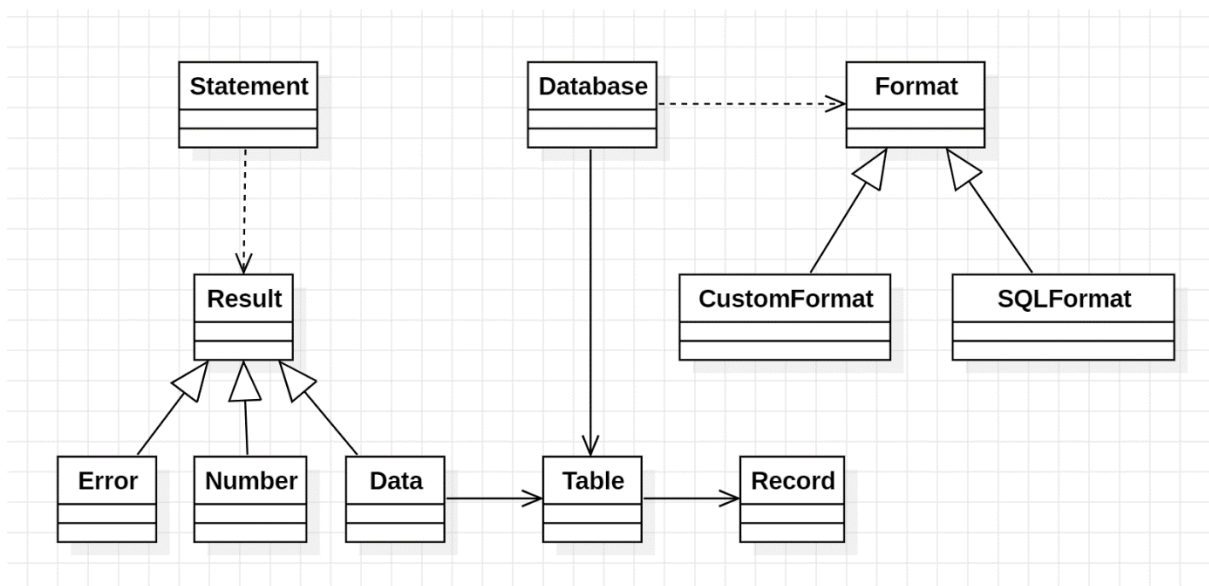 Statement
Database
Format
Result
CustomFormat
SQLFormat
Error
Number
Data
Table
Record